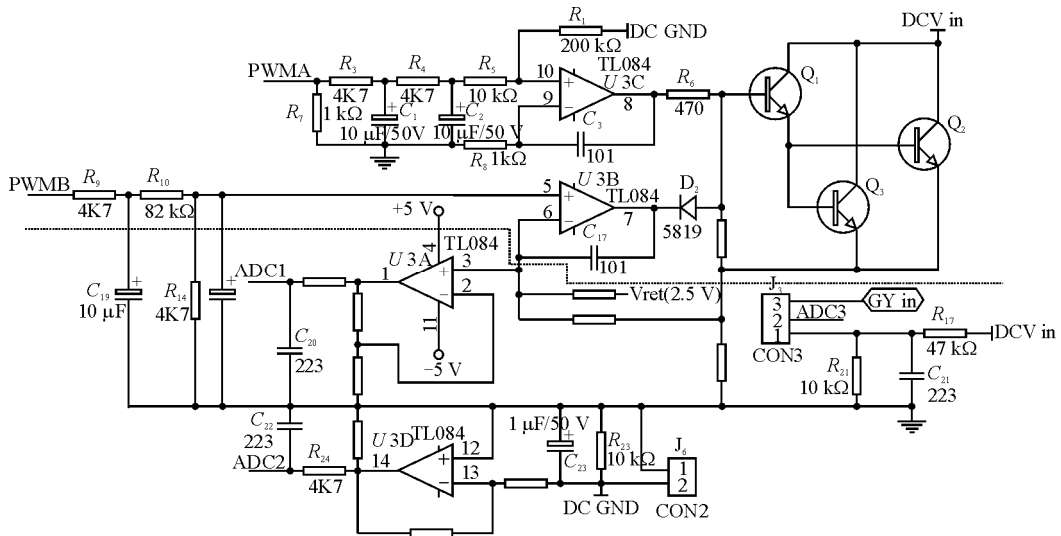 R1
200 kΩ
DC GND
DCV in
PWMA
R3
4K7
R4
4K7
R5
10 kΩ
TL084
U3C
10
9
8
R6
470
Q1
R7
1 kΩ
+
C1
10 μF/50V
+
C2
10 μF/50 V
R8
1kΩ
C3
101
Q2
Q3
PWMB
R9
4K7
R10
82 kΩ
U3B
TL084
5
6
7
D2
5819
C17
101
+5 V
4
TL084
U3A
1
3
2
11
−5 V
ADC1
C19
10 μF
+
R14
4K7
+
C20
223
Vret(2.5 V)
J3
3
2
1
CON3
GY in
ADC3
R17
47 kΩ
DCV in
R21
10 kΩ
C21
223
C22
223
ADC2
R24
4K7
U3D
TL084
14
12
13
1 μF/50 V
+
C23
R23
10 kΩ
DC GND
J6
1
2
CON2